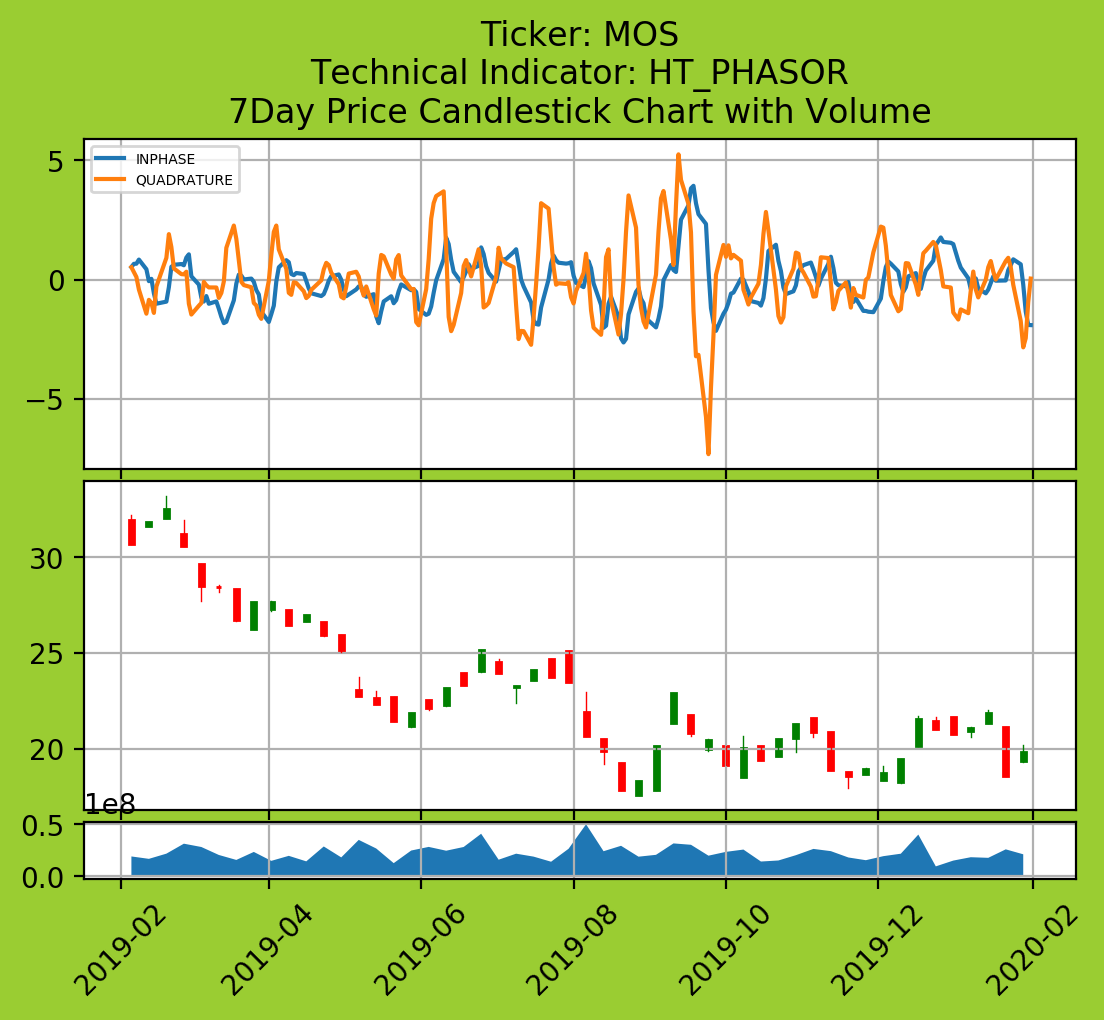 Ticker: MOS
Technical Indicator: HT_PHASOR
7Day Price Candlestick Chart with Volume
INPHASE
QUADRATURE
5
0
−5
30
25
20
1e8
0.5
0.0
2019-02
2019-04
2019-06
2019-08
2019-10
2019-12
2020-02